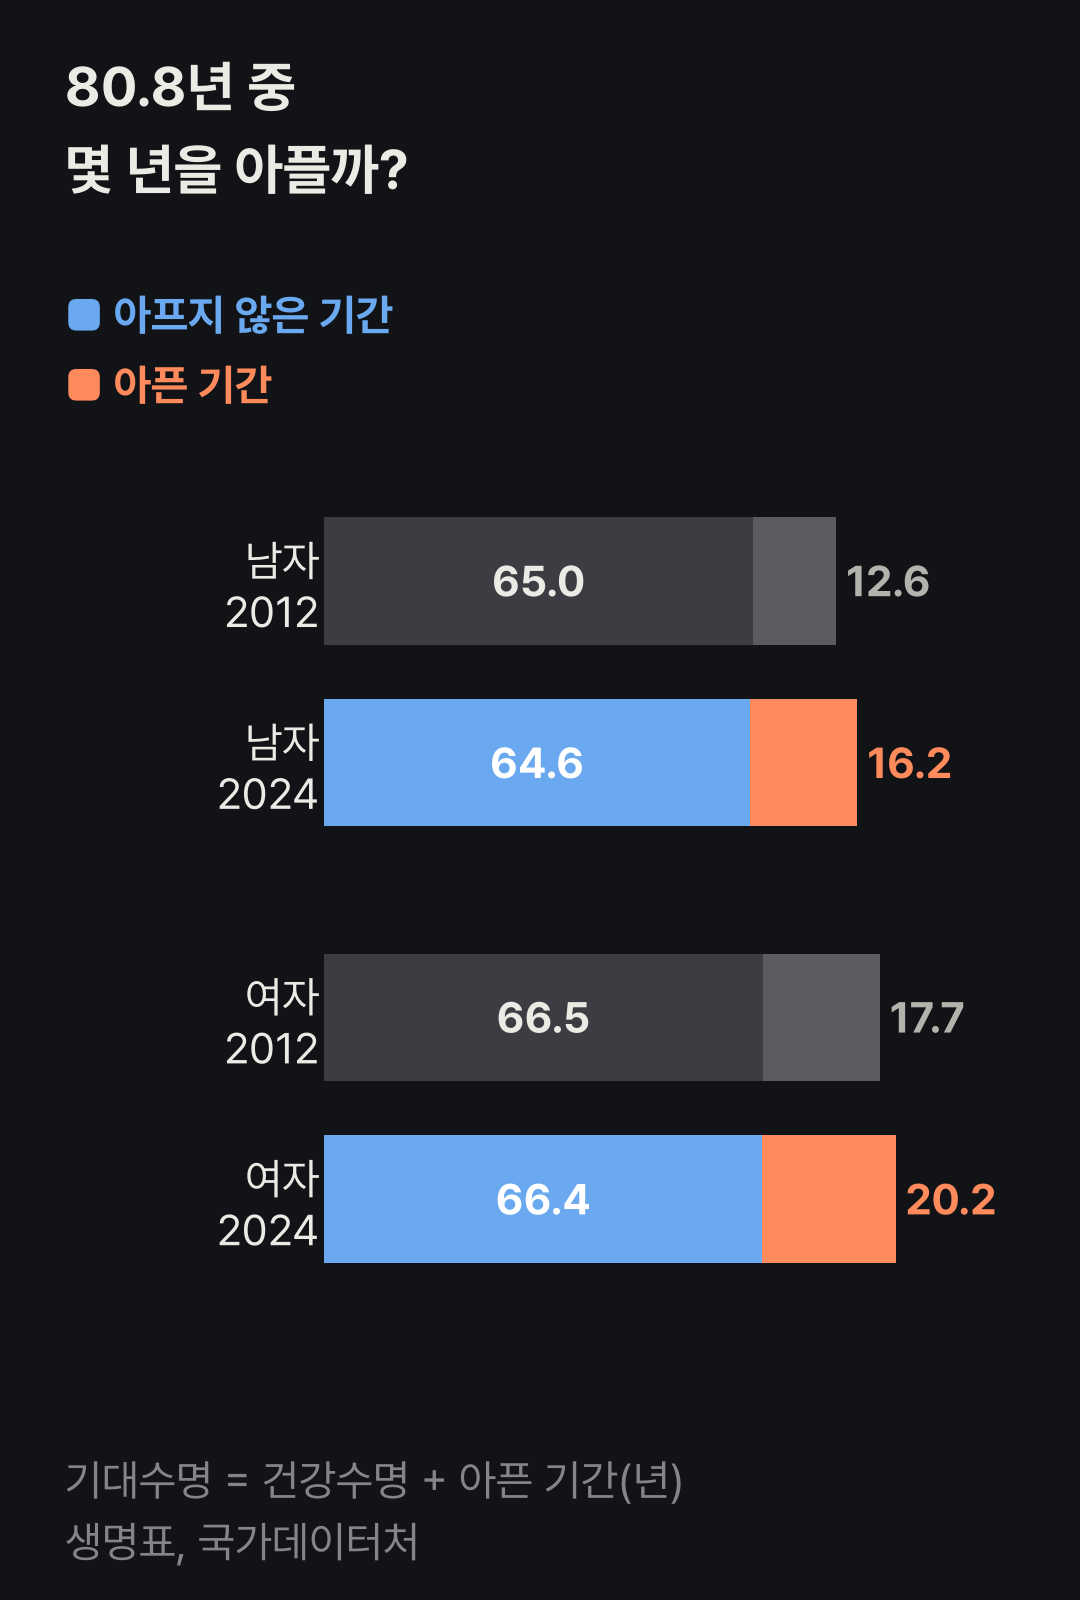 80.8년 중
몇 년을 아플까?
아프지 않은 기간
아픈 기간
남자
2012
65.0
12.6
남자
2024
64.6
16.2
여자
2012
66.5
17.7
여자
2024
66.4
20.2
기대수명 = 건강수명 + 아픈 기간(년)
생명표, 국가데이터처